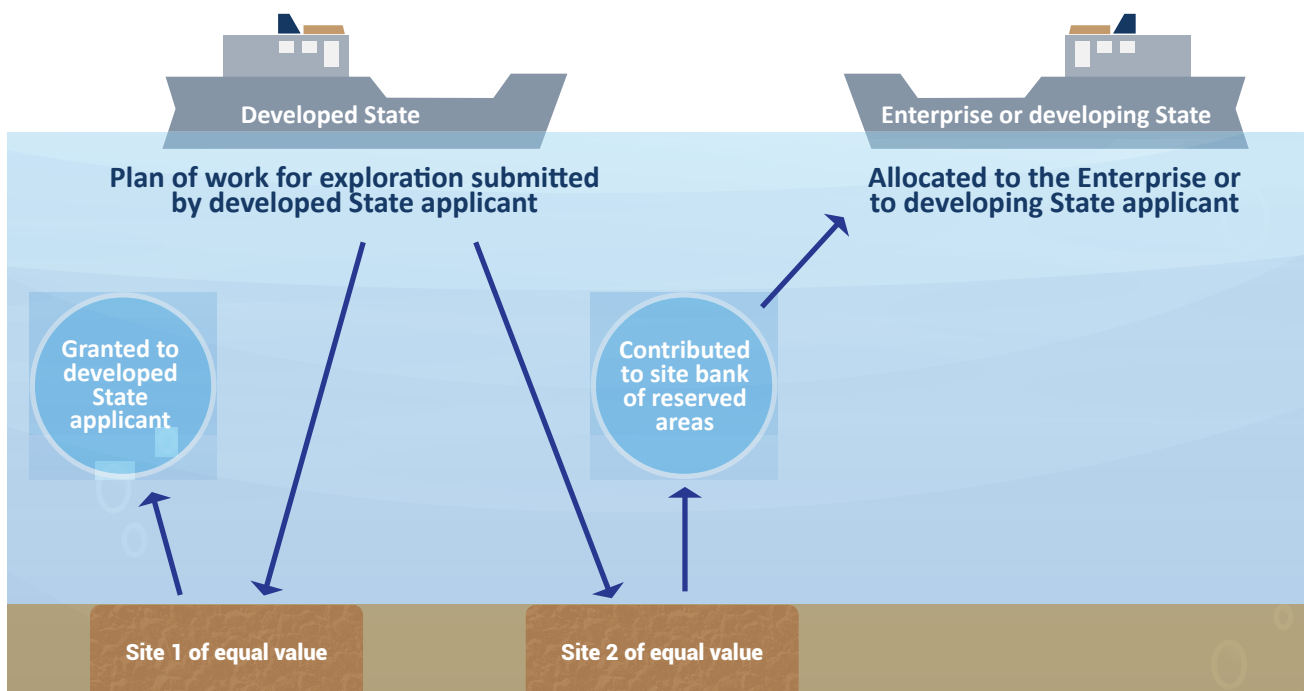 Developed State
Enterprise or developing State
Plan of work for exploration submitted
by developed State applicant
Allocated to the Enterprise or
to developing State applicant
Granted to
developed
State
applicant
Contributed
to site bank
of reserved
areas
Site 1 of equal value
Site 2 of equal value